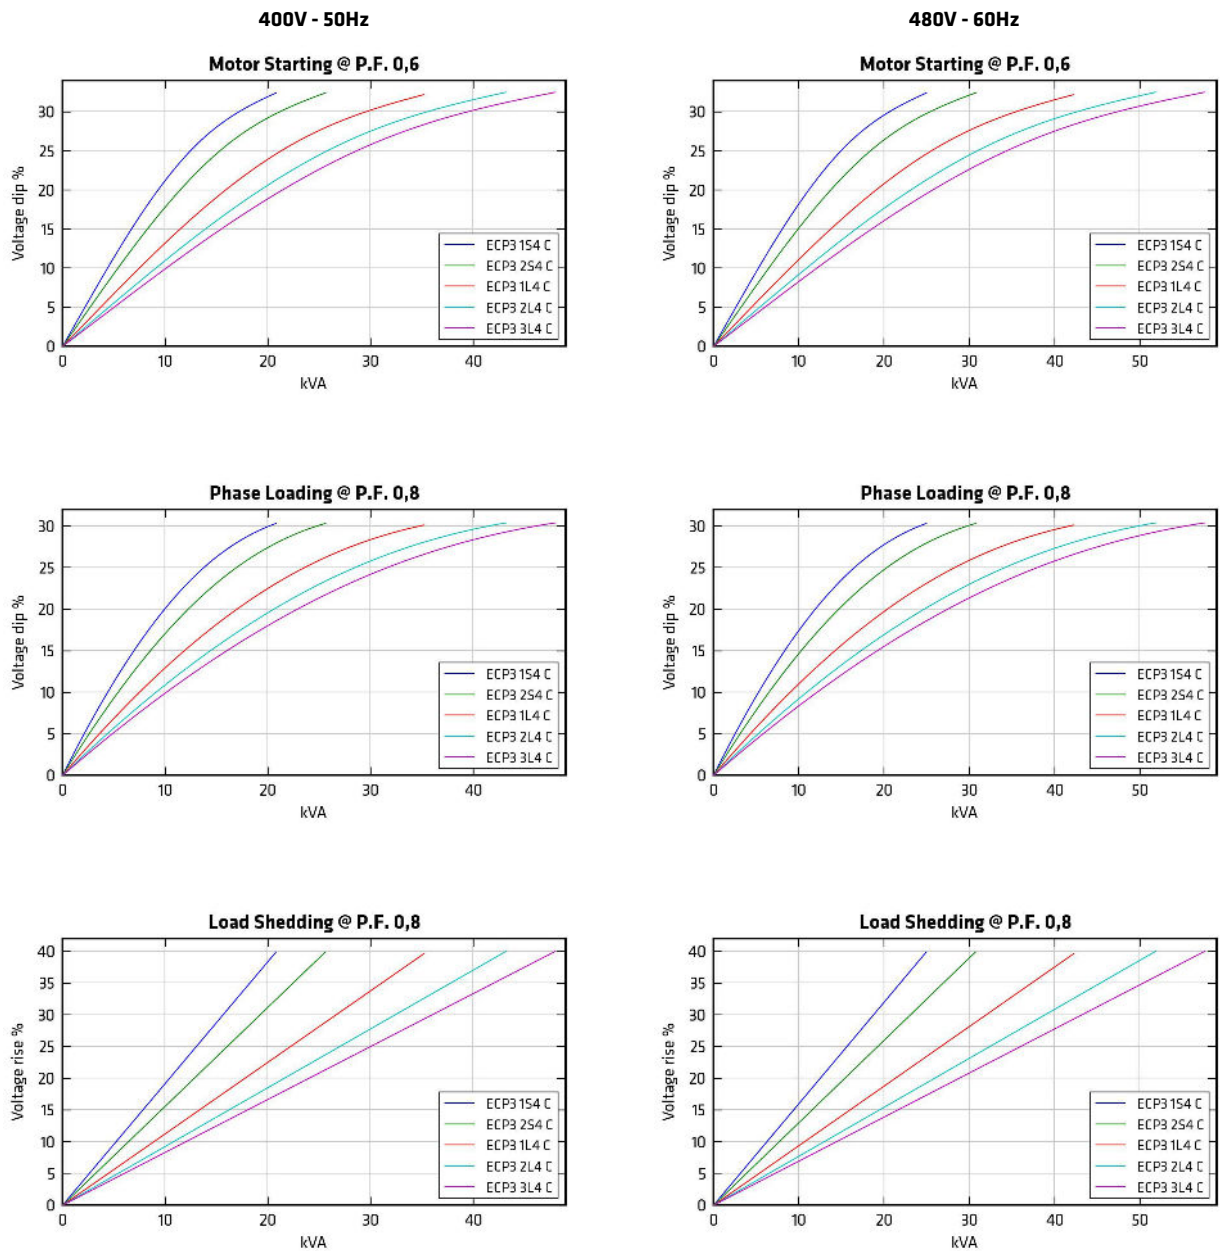 400V - 50Hz
480V - 60Hz
Motor Starting @ P.F. 0,6
Voltage dip %
30
25
20
15
10
5
0
ECP3 1S4 C
ECP3 2S4 C
ECP3 1L4 C
ECP3 2L4 C
ECP3 3L4 C
0 10 20 30 40
kVA
Motor Starting @ P.F. 0,6
Voltage dip %
30
25
20
15
10
5
0
ECP3 1S4 C
ECP3 2S4 C
ECP3 1L4 C
ECP3 2L4 C
ECP3 3L4 C
0 10 20 30 40 50
kVA
Phase Loading @ P.F. 0,8
Voltage dip %
30
25
20
15
10
5
0
ECP3 1S4 C
ECP3 2S4 C
ECP3 1L4 C
ECP3 2L4 C
ECP3 3L4 C
0 10 20 30 40
kVA
Phase Loading @ P.F. 0,8
Voltage dip %
30
25
20
15
10
5
0
ECP3 1S4 C
ECP3 2S4 C
ECP3 1L4 C
ECP3 2L4 C
ECP3 3L4 C
0 10 20 30 40 50
kVA
Load Shedding @ P.F. 0,8
Voltage rise %
40
35
30
25
20
15
10
5
0
ECP3 1S4 C
ECP3 2S4 C
ECP3 1L4 C
ECP3 2L4 C
ECP3 3L4 C
0 10 20 30 40
kVA
Load Shedding @ P.F. 0,8
Voltage rise %
40
35
30
25
20
15
10
5
0
ECP3 1S4 C
ECP3 2S4 C
ECP3 1L4 C
ECP3 2L4 C
ECP3 3L4 C
0 10 20 30 40 50
kVA